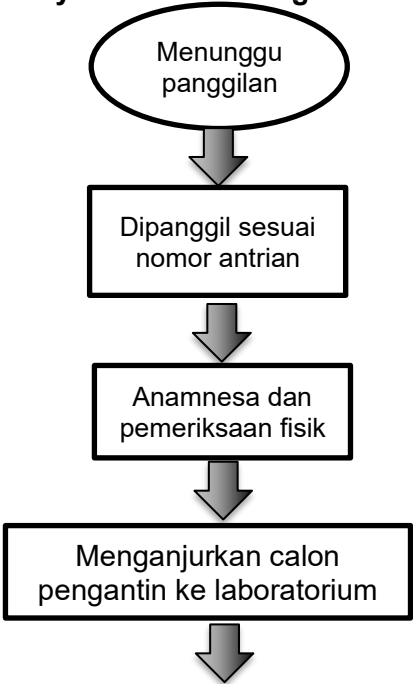 Menunggu
panggilan
Dipanggil sesuai
nomor antrian
Anamnesa dan
pemeriksaan fisik
Menganjurkan calon
pengantin ke laboratorium